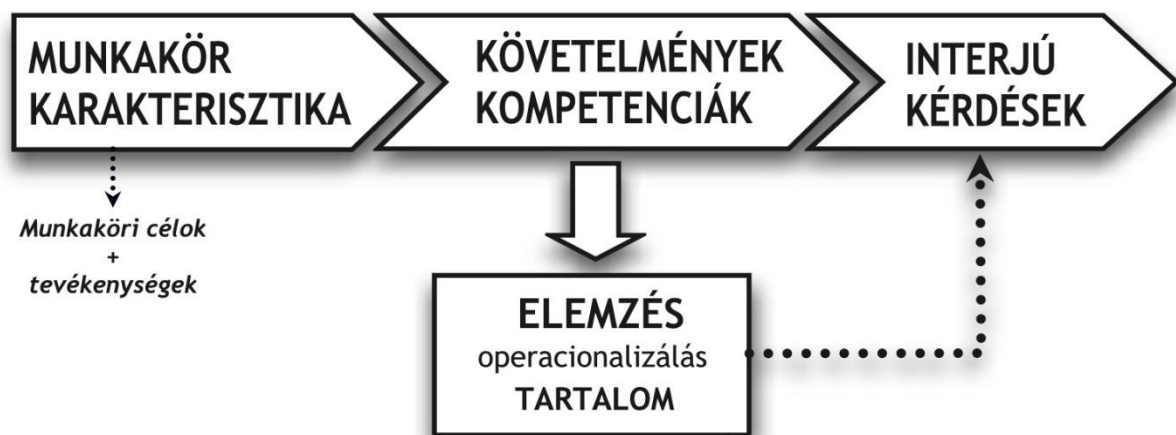 MUNKAKÖR
KARAKTERISZTIKA
KÖVETELMÉNYEK
KOMPETENCIÁK
INTERJÚ
KÉRDÉSEK
Munkaköri célok
+
tevékenységek
ELEMZÉS
operacionalizálás
TARTALOM